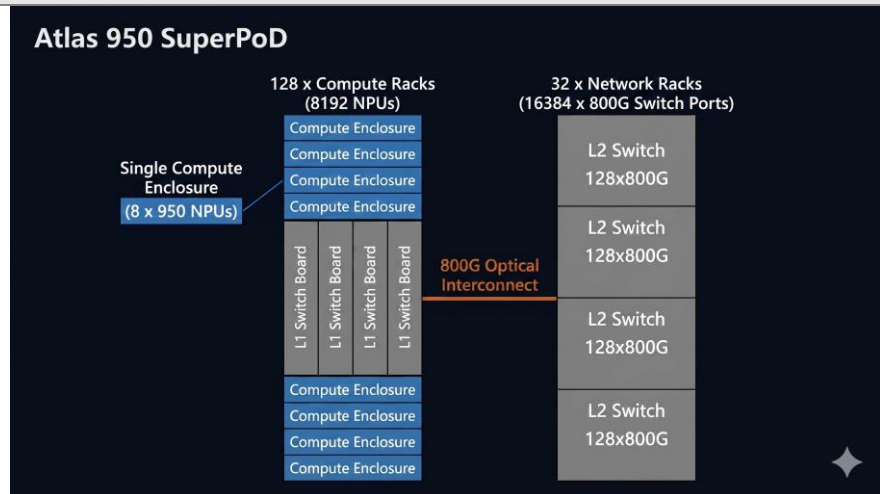 Atlas 950 SuperPoD
128 x Compute Racks
(8192 NPUs)
Compute Enclosure
Compute Enclosure
Compute Enclosure
Compute Enclosure
Single Compute
Enclosure
(8 x 950 NPUs)
L1 Switch Board
L1 Switch Board
L1 Switch Board
L1 Switch Board
Compute Enclosure
Compute Enclosure
Compute Enclosure
Compute Enclosure
800G Optical
Interconnect
32 x Network Racks
(16384 x 800G Switch Ports)
L2 Switch
128x800G
L2 Switch
128x800G
L2 Switch
128x800G
L2 Switch
128x800G